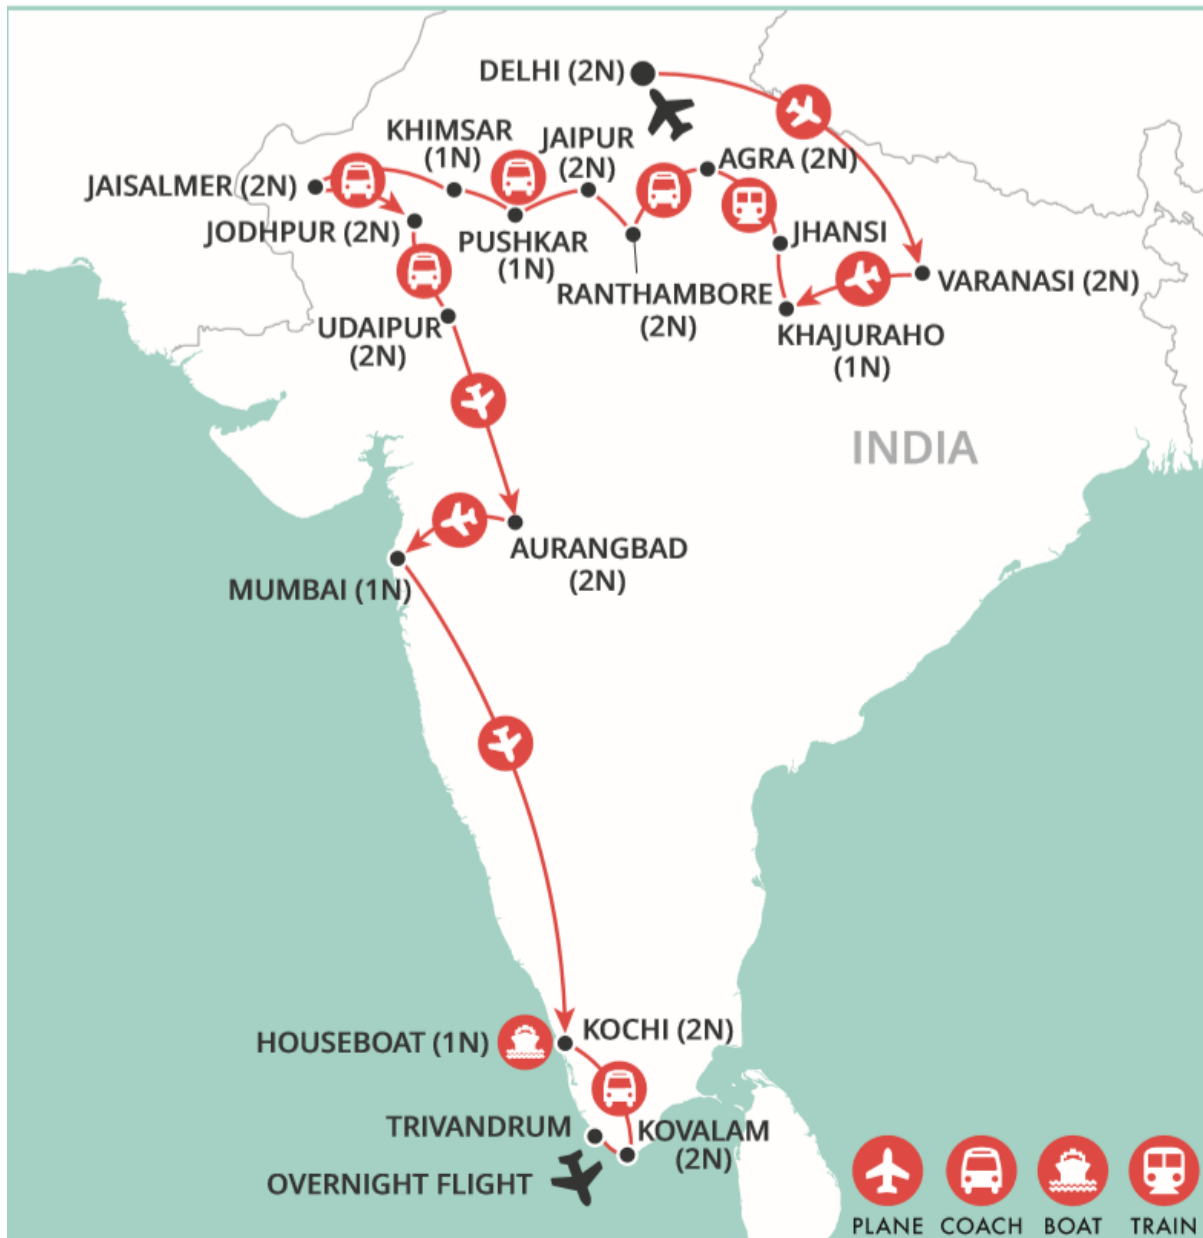 DELHI (2N)
KHIMSAR
(1N)
JAIPUR
(2N)
AGRA (2N)
JAISALMER (2N)
JODHPUR (2N)
PUSHKAR
(1N)
JHANSI
RANTHAMBORE
(2N)
VARANASI (2N)
UDAIPUR
(2N)
KHAJURAHO
(1N)
INDIA
AURANGBAD
(2N)
MUMBAI (1N)
HOUSEBOAT (1N)
KOCHI (2N)
TRIVANDRUM
KOVALAM
(2N)
OVERNIGHT FLIGHT
PLANE
COACH
BOAT
TRAIN